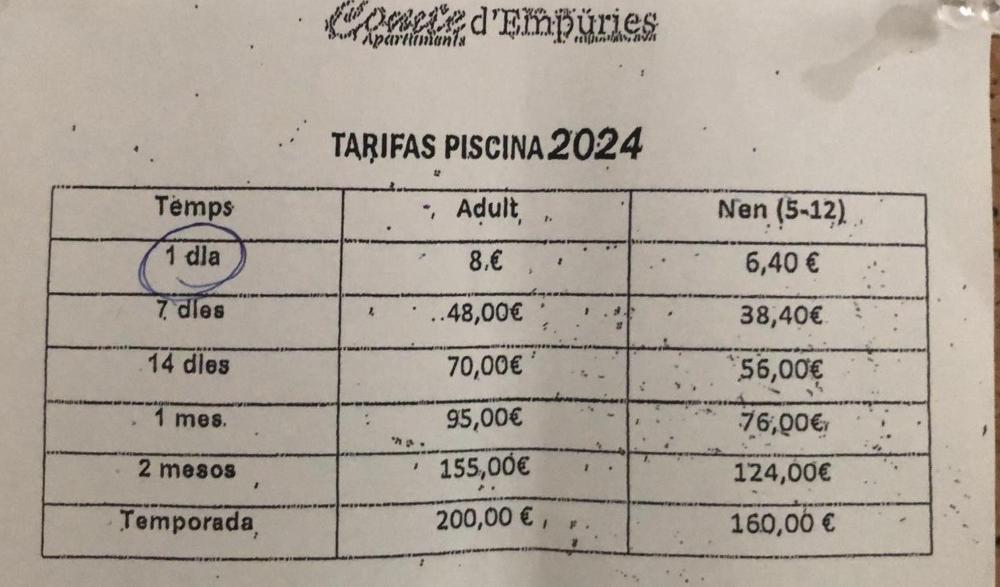 Comte d'Empúries
Apartaments
TARIFAS PISCINA 2024
Temps Adult Nen (5-12)
1 dia 8.€ 6,40 €
7 dies 48,00€ 38,40€
14 dies 70,00€ 56,00€
1 mes. 95,00€ 76,00€
2 mesos 155,00€ 124,00€
Temporada 200,00 € 160,00 €